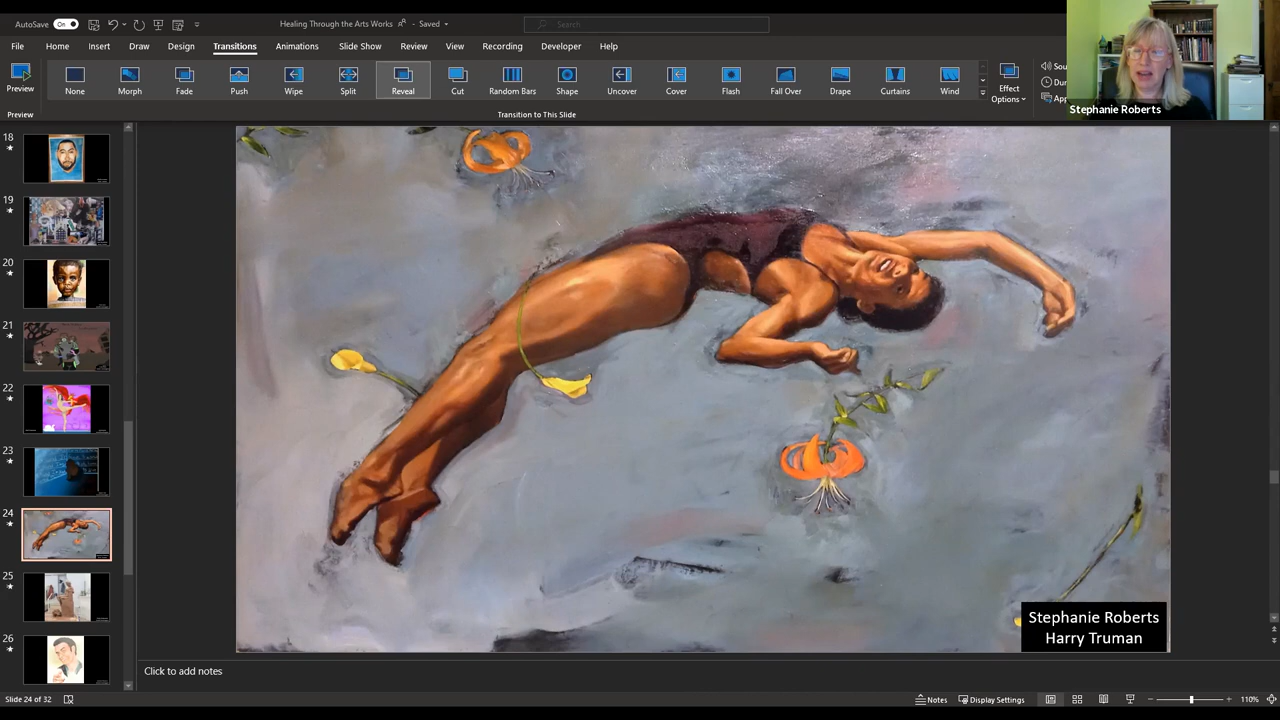 AutoSave On Healing Through the Arts Works - Saved Search
File Home Insert Draw Design Transitions Animations Slide Show Review View Recording Developer Help
Preview None Morph Fade Push Wipe Split Reveal Cut Random Bars Shape Uncover Cover Flash Fall Over Drape Curtains Wind Effect Options Sou Dur App
Preview Transition to This Slide
Stephanie Roberts
18
19
20
21
22
23
24
25
26
Stephanie Roberts
Harry Truman
Click to add notes
Slide 24 of 32 Notes Display Settings 110%